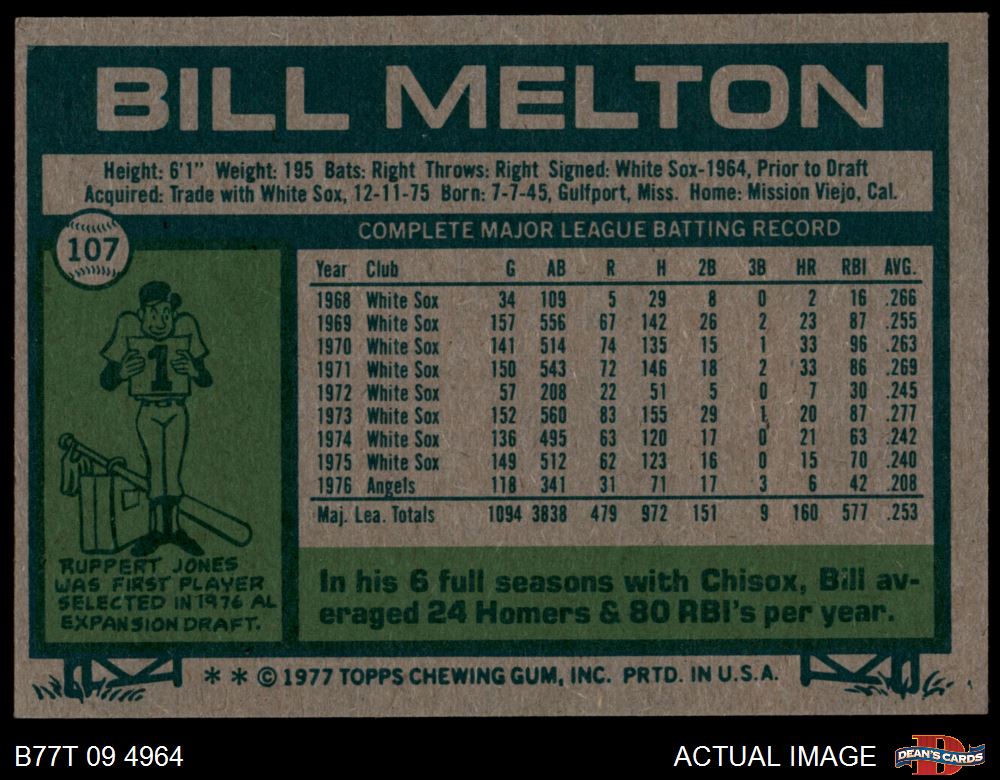 BILL MELTON
Height: 6'1" Weight: 195 Bats: Right Throws: Right Signed: White Sox-1964, Prior to Draft
Acquired: Trade with White Sox, 12-11-75 Born: 7-7-45, Gulfport, Miss. Home: Mission Viejo, Cal.
107
COMPLETE MAJOR LEAGUE BATTING RECORD
Year Club G AB R H 2B 3B HR RBI AVG.
1968 White Sox 34 109 5 29 8 0 2 16 .266
1969 White Sox 157 556 67 142 26 2 23 87 .255
1970 White Sox 141 514 74 135 15 1 33 96 .263
1971 White Sox 150 543 72 146 18 2 33 86 .269
1972 White Sox 57 208 22 51 5 0 7 30 .245
1973 White Sox 152 560 83 155 29 1 20 87 .277
1974 White Sox 136 495 63 120 17 0 21 63 .242
1975 White Sox 149 512 62 123 16 0 15 70 .240
1976 Angels 118 341 31 71 17 3 6 42 .208
Maj. Lea. Totals 1094 3838 479 972 151 9 160 577 .253
1
RUPPERT JONES
WAS FIRST PLAYER
SELECTED IN 1976 AL
EXPANSION DRAFT.
In his 6 full seasons with Chisox, Bill av-
eraged 24 Homers & 80 RBI's per year.
* * © 1977 TOPPS CHEWING GUM, INC. PRTD. IN U.S.A.
B77T 09 4964
ACTUAL IMAGE
D
DEAN'S CARDS